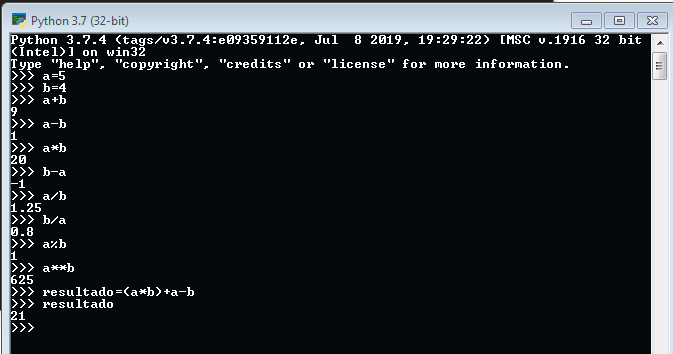 Python 3.7 (32-bit)
Python 3.7.4 (tags/v3.7.4:e09359112e, Jul  8 2019, 19:29:22) [MSC v.1916 32 bit
(Intel)] on win32
Type "help", "copyright", "credits" or "license" for more information.
>>> a=5
>>> b=4
>>> a+b
9
>>> a-b
1
>>> a*b
20
>>> b-a
-1
>>> a/b
1.25
>>> b/a
0.8
>>> a%b
1
>>> a**b
625
>>> resultado=(a*b)+a-b
>>> resultado
21
>>>